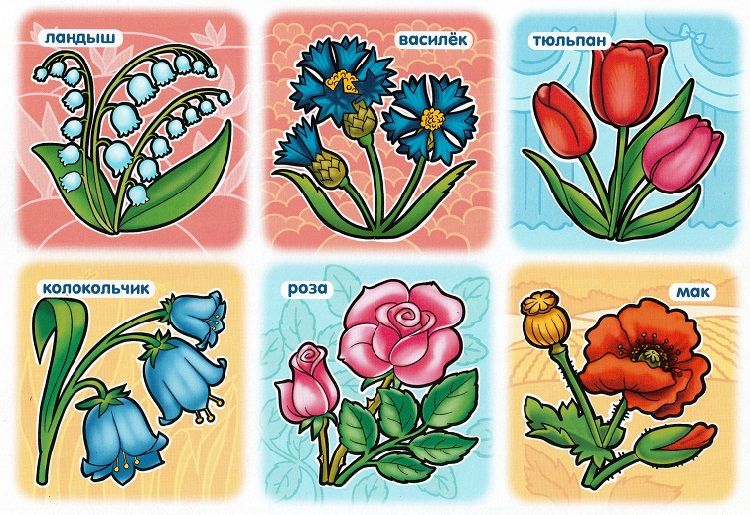 ландыш
василёк
тюльпан
колокольчик
роза
мак